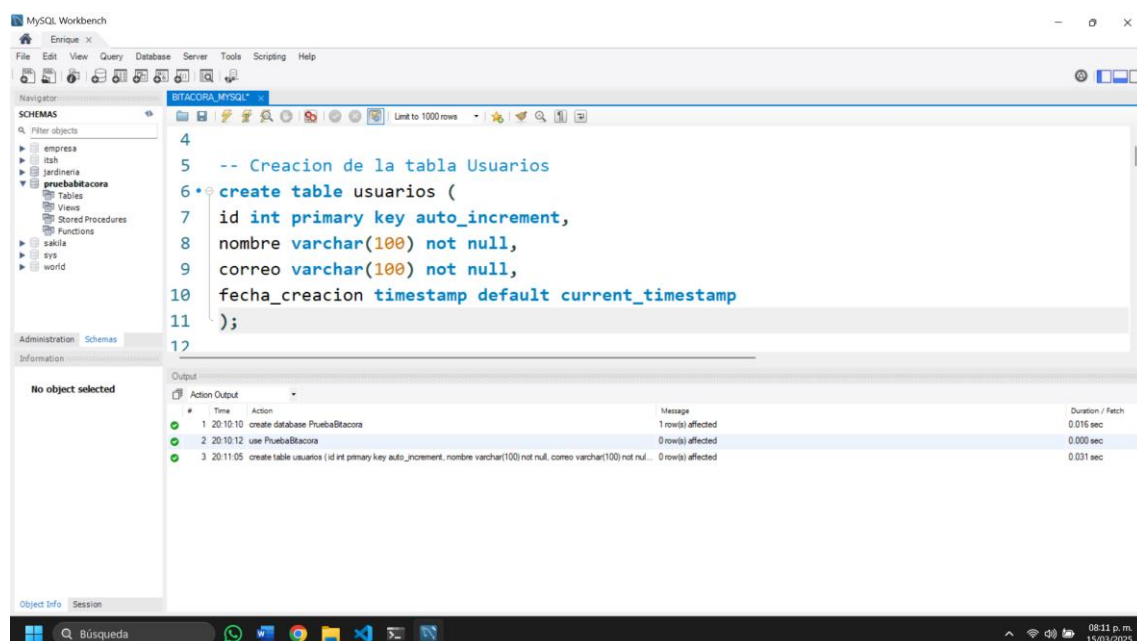 MySQL Workbench
Enrique
File Edit View Query Database Server Tools Scripting Help
Navigator
SCHEMAS
Filter objects
empresa
itsh
jardineria
pruebabitacora
Tables
Views
Stored Procedures
Functions
sakila
sys
world
Administration Schemas
Information
No object selected
Object Info Session
BITACORA_MYSQL*
Limit to 1000 rows
4
5 -- Creacion de la tabla Usuarios
6 create table usuarios (
7 id int primary key auto_increment,
8 nombre varchar(100) not null,
9 correo varchar(100) not null,
10 fecha_creacion timestamp default current_timestamp
11 );
12
Output
Action Output
# Time Action Message Duration / Fetch
1 20:10:10 create database PruebaBitacora 1 row(s) affected 0.016 sec
2 20:10:12 use PruebaBitacora 0 row(s) affected 0.000 sec
3 20:11:05 create table usuarios ( id int primary key auto_increment, nombre varchar(100) not null, correo varchar(100) not nul... 0 row(s) affected 0.031 sec
Búsqueda
08:11 p. m.
15/03/2025